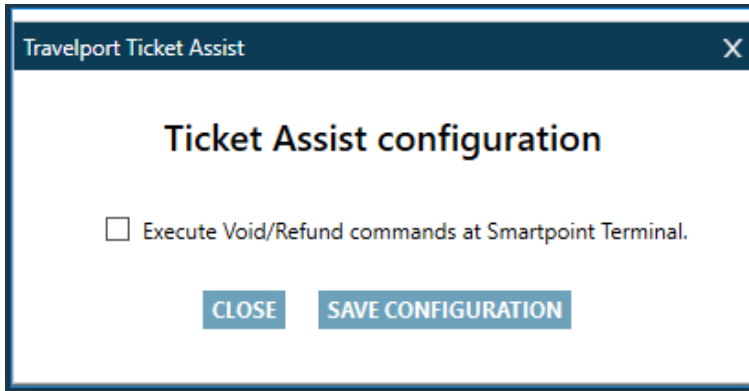 Travelport Ticket Assist X
Ticket Assist configuration
Execute Void/Refund commands at Smartpoint Terminal.
CLOSE SAVE CONFIGURATION